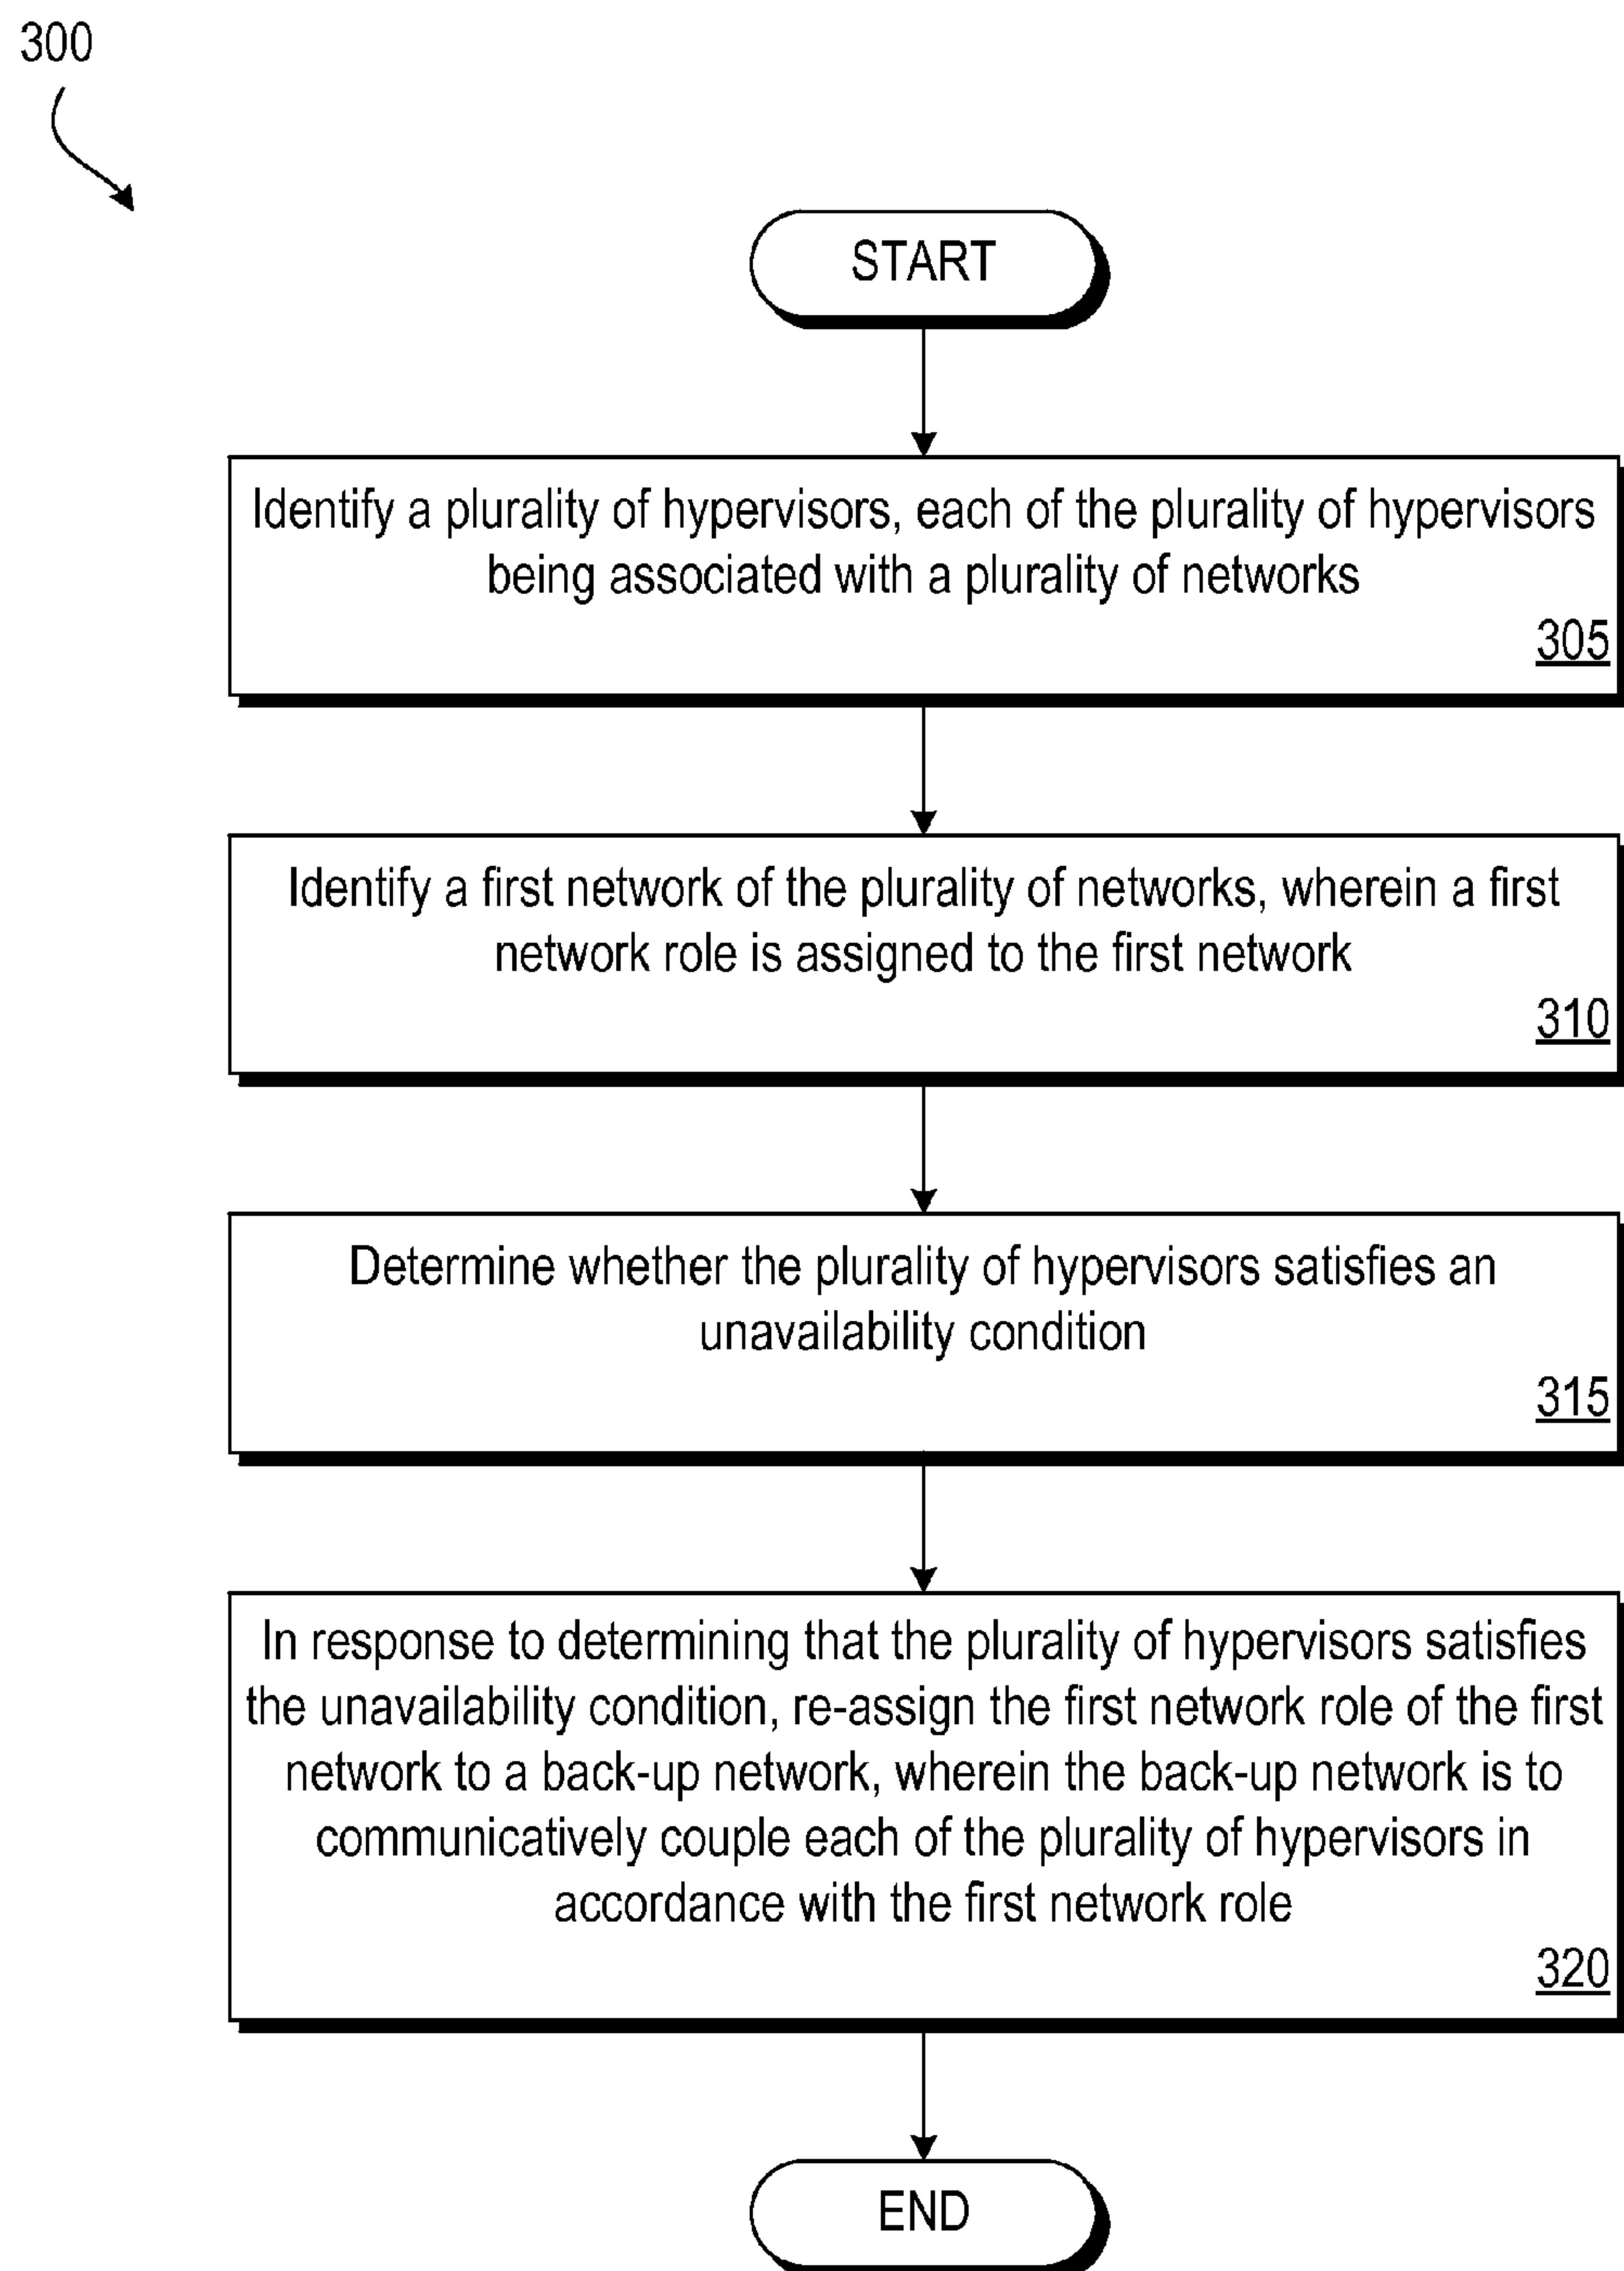 300
START
Identify a plurality of hypervisors, each of the plurality of hypervisors
being associated with a plurality of networks
305
Identify a first network of the plurality of networks, wherein a first
network role is assigned to the first network
310
Determine whether the plurality of hypervisors satisfies an
unavailability condition
315
In response to determining that the plurality of hypervisors satisfies
the unavailability condition, re-assign the first network role of the first
network to a back-up network, wherein the back-up network is to
communicatively couple each of the plurality of hypervisors in
accordance with the first network role
320
END